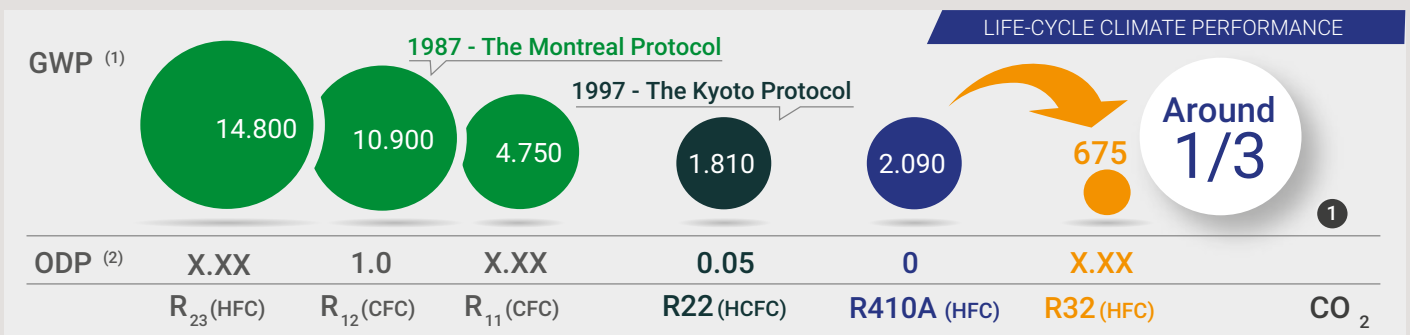 LIFE-CYCLE CLIMATE PERFORMANCE
GWP (1)
1987 - The Montreal Protocol
1997 - The Kyoto Protocol
14.800
10.900
4.750
1.810
2.090
675
Around
1/3
1
ODP (2) X.XX 1.0 X.XX 0.05 0 X.XX
R23 (HFC) R12 (CFC) R11 (CFC) R22 (HCFC) R410A (HFC) R32 (HFC) CO2